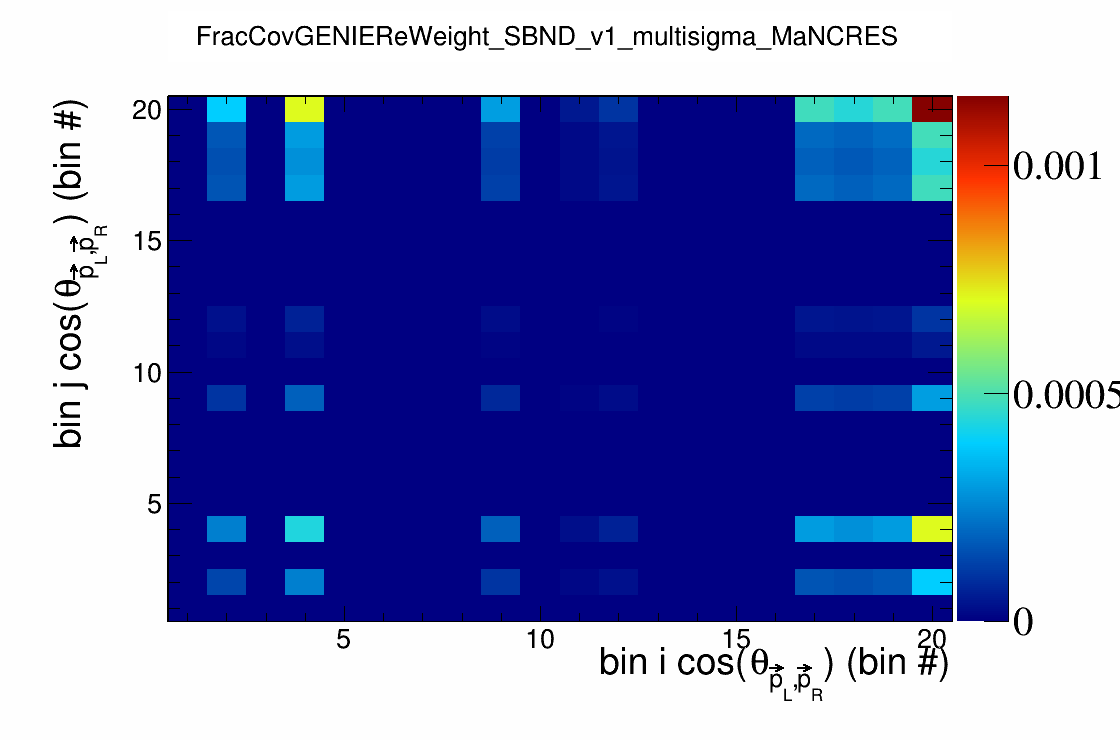 FracCovGENIEReWeight_SBND_v1_multisigma_MaNCRES
bin j cos(θp⃗L,p⃗R) (bin #)
20
15
10
5
5 10 15 20
bin i cos(θp⃗L,p⃗R) (bin #)
0.001
0.0005
0